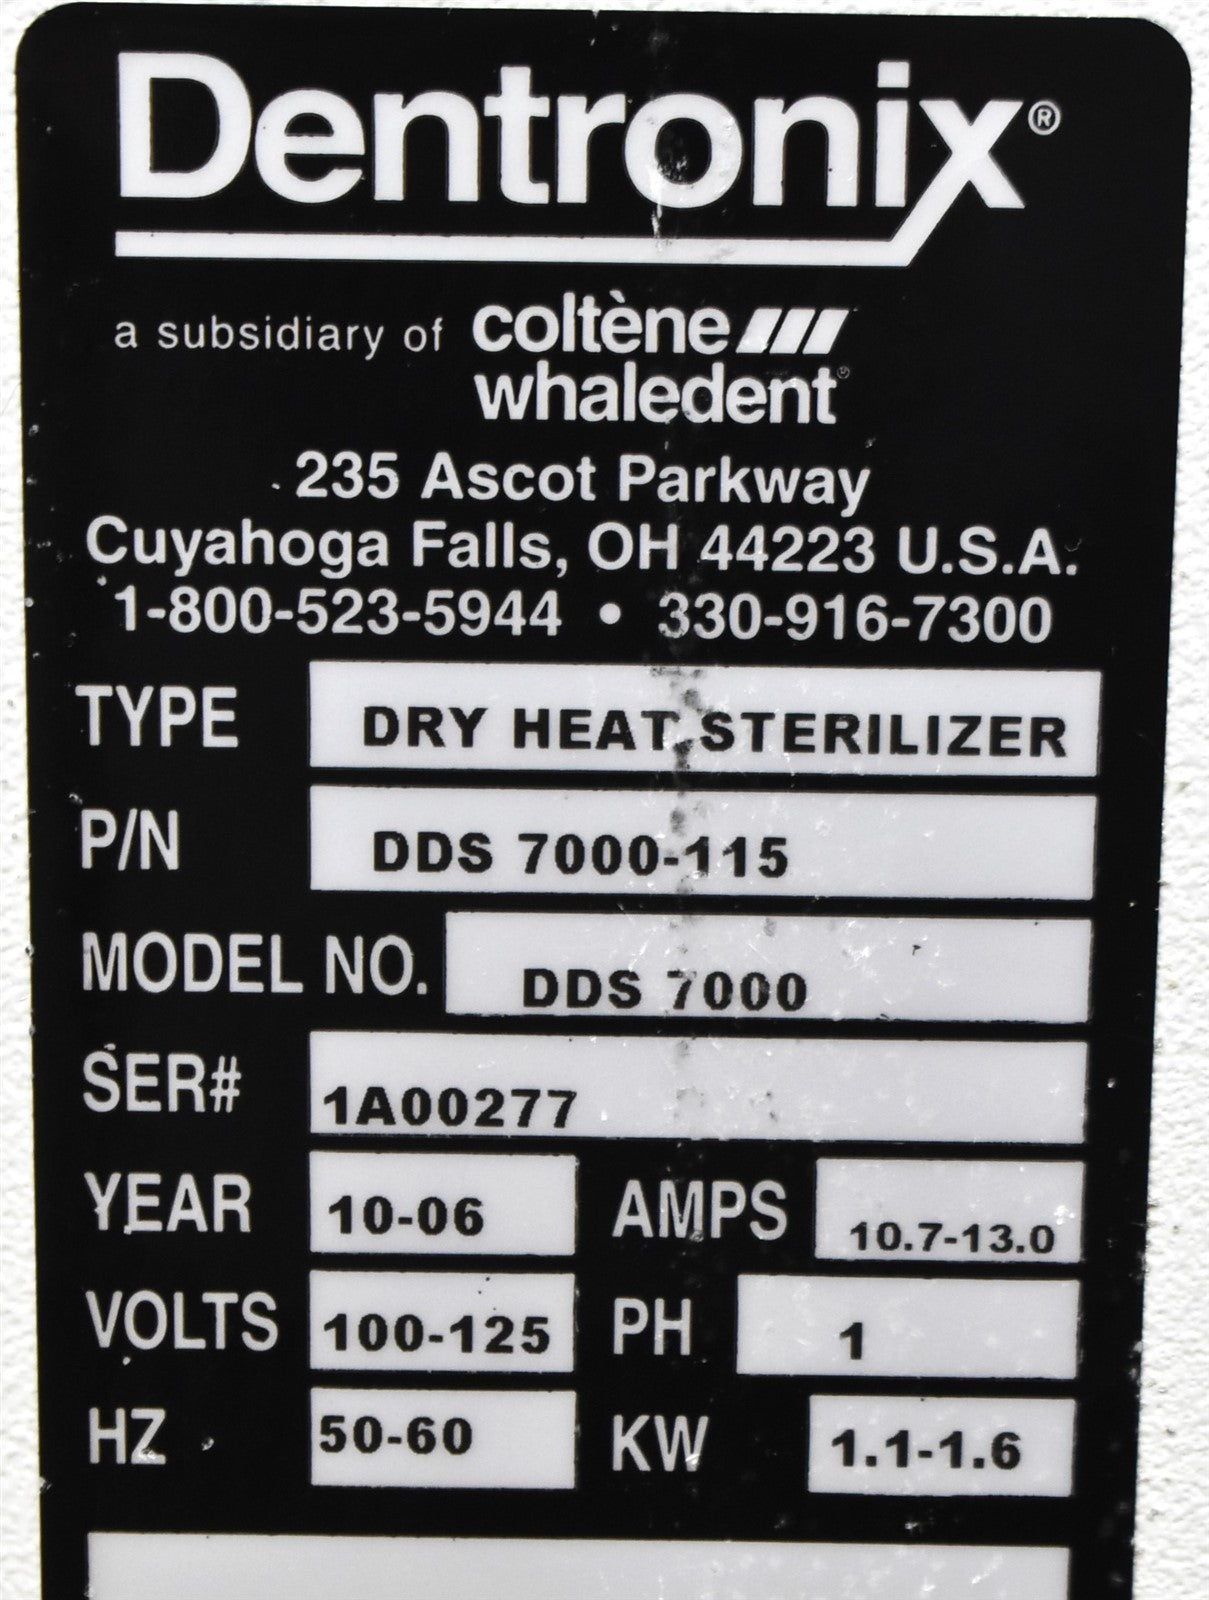 Dentronix®
a subsidiary of coltène
whaledent®
235 Ascot Parkway
Cuyahoga Falls, OH 44223 U.S.A.
1-800-523-5944 • 330-916-7300
TYPE DRY HEAT STERILIZER
P/N DDS 7000-115
MODEL NO. DDS 7000
SER# 1A00277
YEAR 10-06 AMPS 10.7-13.0
VOLTS 100-125 PH 1
HZ 50-60 KW 1.1-1.6